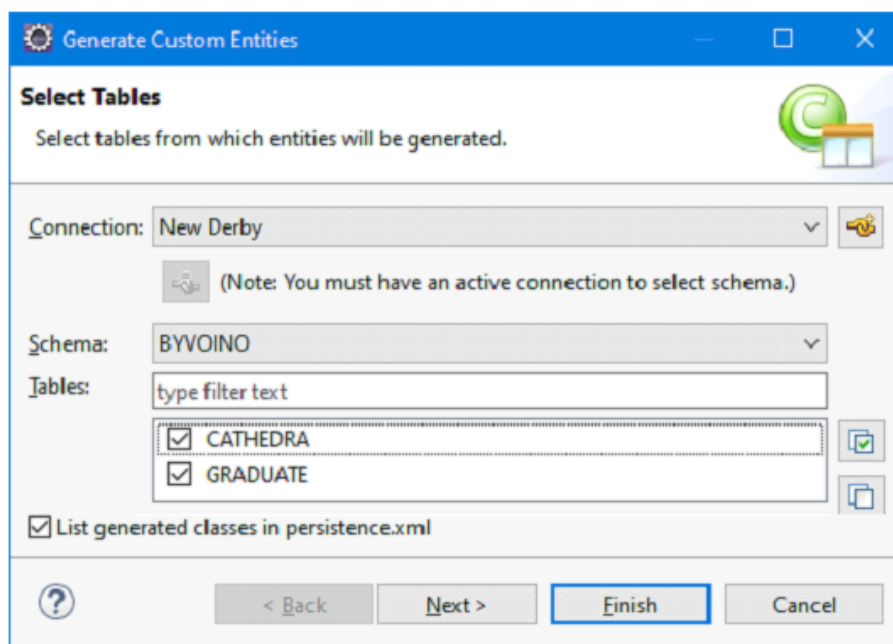 Generate Custom Entities
Select Tables
Select tables from which entities will be generated.
Connection: New Derby
(Note: You must have an active connection to select schema.)
Schema: BYVOINO
Tables: type filter text
CATHEDRA
GRADUATE
List generated classes in persistence.xml
? < Back Next > Finish Cancel